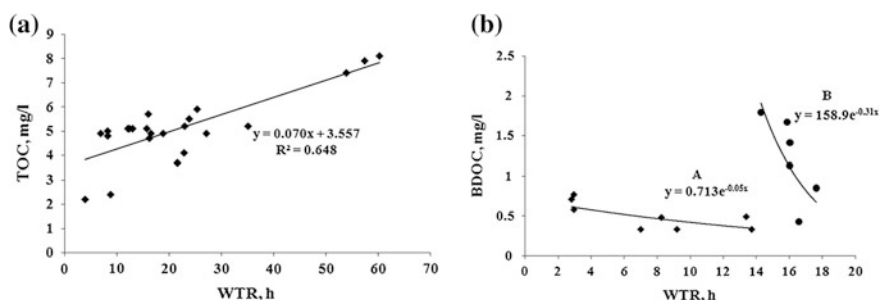 (a)
TOC, mg/l
9
8
7
6
5
4
3
2
1
0
y = 0.070x + 3.557
R² = 0.648
0 10 20 30 40 50 60 70
WTR, h
(b)
BDOC, mg/l
2.5
2
1.5
1
0.5
0
B
y = 158.9e^-0.31x
A
y = 0.713e^-0.05x
0 2 4 6 8 10 12 14 16 18 20
WTR, h